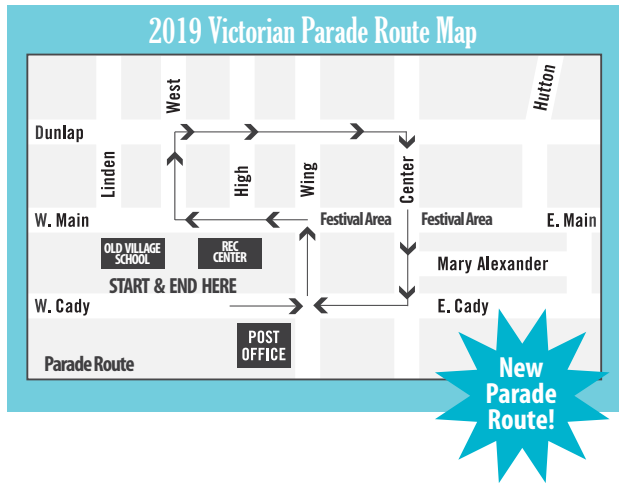 2019 Victorian Parade Route Map
West
Hutton
Dunlap
Linden
High
Wing
Center
W. Main
Festival Area
Festival Area
E. Main
OLD VILLAGE
SCHOOL
REC
CENTER
Mary Alexander
START & END HERE
W. Cady
E. Cady
POST
OFFICE
Parade Route
New
Parade
Route!